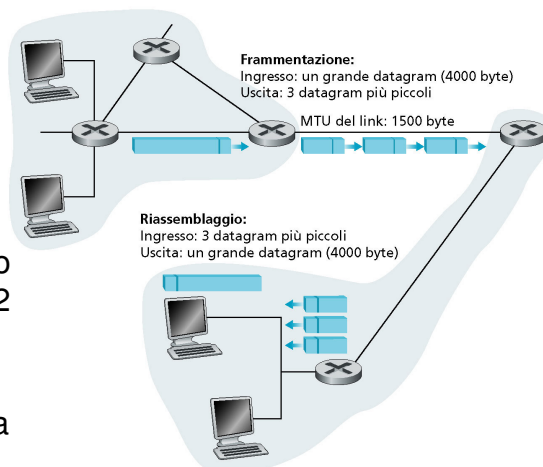 Frammentazione:
Ingresso: un grande datagram (4000 byte)
Uscita: 3 datagram più piccoli
MTU del link: 1500 byte
Riassemblaggio:
Ingresso: 3 datagram più piccoli
Uscita: un grande datagram (4000 byte)
o
2
a